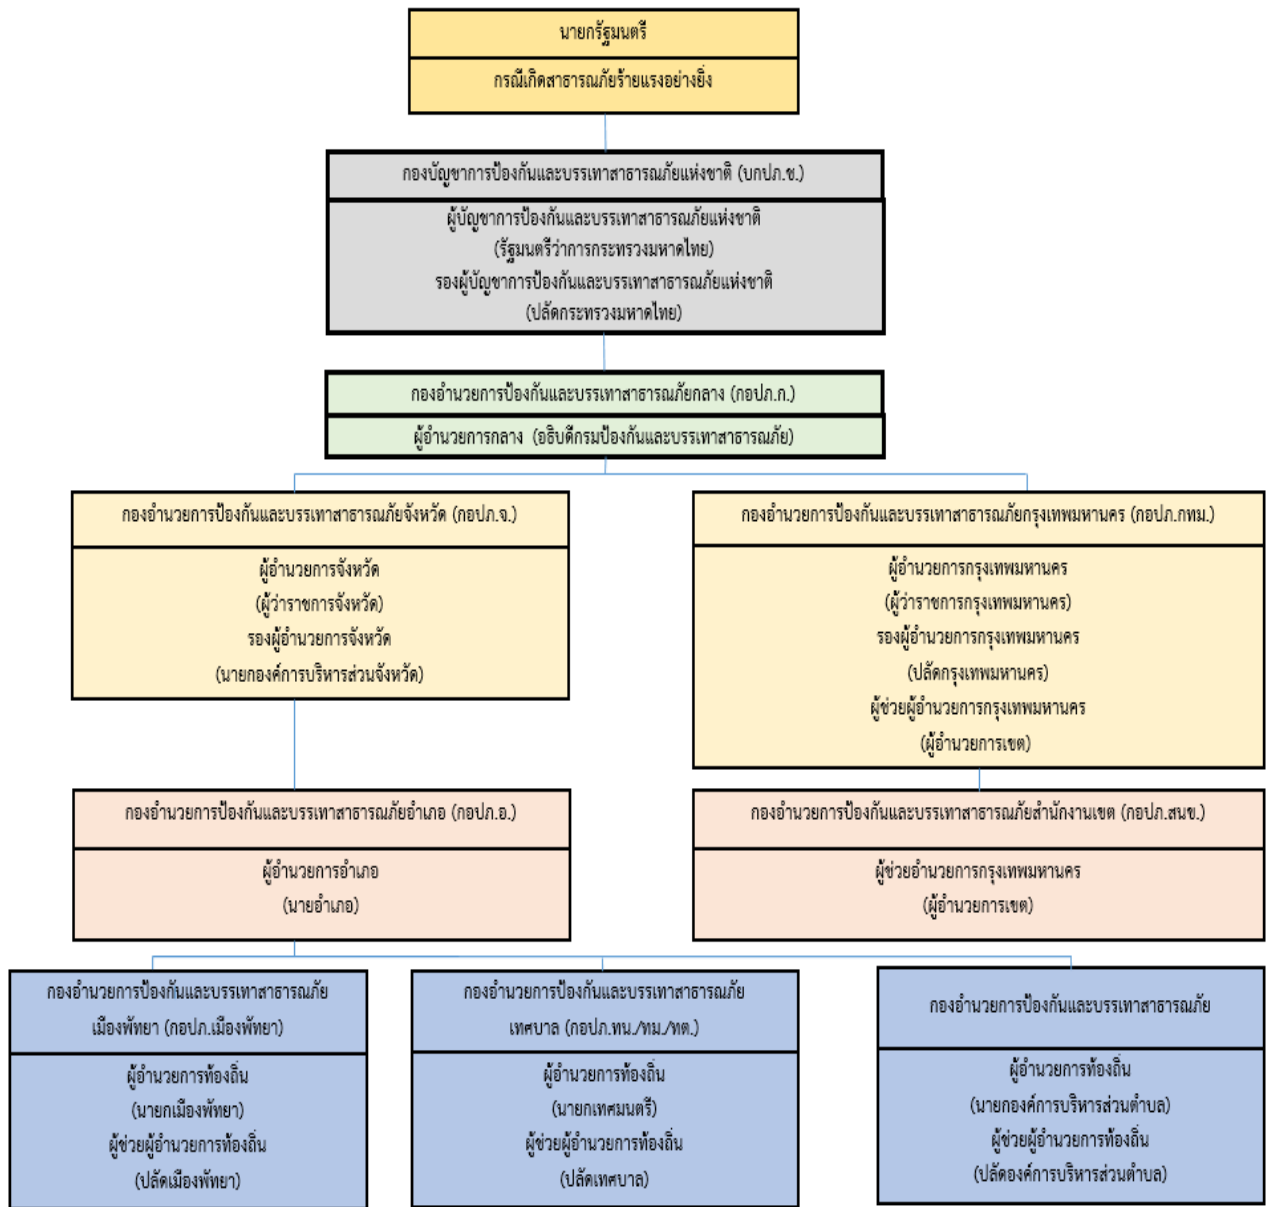 นายกรัฐมนตรี
กรณีเกิดสาธารณภัยร้ายแรงอย่างยิ่ง
กองบัญชาการป้องกันและบรรเทาสาธารณภัยแห่งชาติ (บกปภ.ช.)
ผู้บัญชาการป้องกันและบรรเทาสาธารณภัยแห่งชาติ
(รัฐมนตรีว่าการกระทรวงมหาดไทย)
รองผู้บัญชาการป้องกันและบรรเทาสาธารณภัยแห่งชาติ
(ปลัดกระทรวงมหาดไทย)
กองอำนวยการป้องกันและบรรเทาสาธารณภัยกลาง (กอปภ.ก.)
ผู้อำนวยการกลาง (อธิบดีกรมป้องกันและบรรเทาสาธารณภัย)
กองอำนวยการป้องกันและบรรเทาสาธารณภัยจังหวัด (กอปภ.จ.)
ผู้อำนวยการจังหวัด
(ผู้ว่าราชการจังหวัด)
รองผู้อำนวยการจังหวัด
(นายกองค์การบริหารส่วนจังหวัด)
กองอำนวยการป้องกันและบรรเทาสาธารณภัยกรุงเทพมหานคร (กอปภ.กทม.)
ผู้อำนวยการกรุงเทพมหานคร
(ผู้ว่าราชการกรุงเทพมหานคร)
รองผู้อำนวยการกรุงเทพมหานคร
(ปลัดกรุงเทพมหานคร)
ผู้ช่วยผู้อำนวยการกรุงเทพมหานคร
(ผู้อำนวยการเขต)
กองอำนวยการป้องกันและบรรเทาสาธารณภัยอำเภอ (กอปภ.อ.)
ผู้อำนวยการอำเภอ
(นายอำเภอ)
กองอำนวยการป้องกันและบรรเทาสาธารณภัยสำนักงานเขต (กอปภ.สนข.)
ผู้ช่วยอำนวยการกรุงเทพมหานคร
(ผู้อำนวยการเขต)
กองอำนวยการป้องกันและบรรเทาสาธารณภัย
เมืองพัทยา (กอปภ.เมืองพัทยา)
ผู้อำนวยการท้องถิ่น
(นายกเมืองพัทยา)
ผู้ช่วยผู้อำนวยการท้องถิ่น
(ปลัดเมืองพัทยา)
กองอำนวยการป้องกันและบรรเทาสาธารณภัย
เทศบาล (กอปภ.ทน./ทม./ทต.)
ผู้อำนวยการท้องถิ่น
(นายกเทศมนตรี)
ผู้ช่วยผู้อำนวยการท้องถิ่น
(ปลัดเทศบาล)
กองอำนวยการป้องกันและบรรเทาสาธารณภัย
ผู้อำนวยการท้องถิ่น
(นายกองค์การบริหารส่วนตำบล)
ผู้ช่วยผู้อำนวยการท้องถิ่น
(ปลัดองค์การบริหารส่วนตำบล)